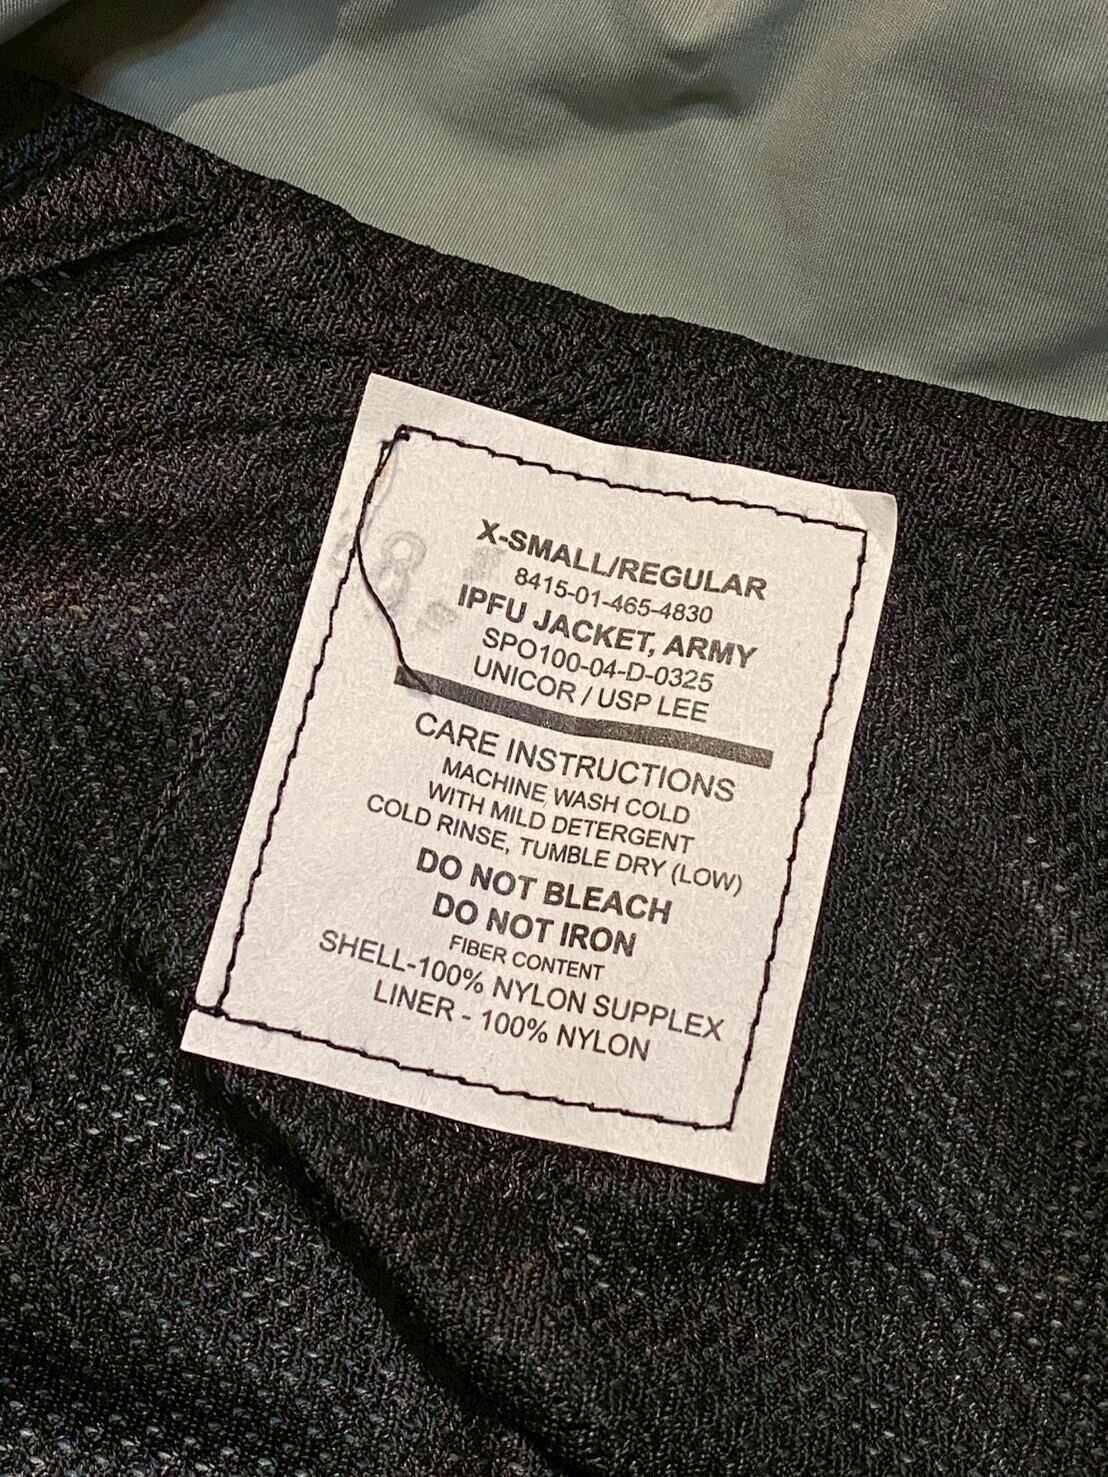 X-SMALL/REGULAR
8415-01-465-4830
IPFU JACKET, ARMY
SPO100-04-D-0325
UNICOR / USP LEE
CARE INSTRUCTIONS
MACHINE WASH COLD
WITH MILD DETERGENT
COLD RINSE, TUMBLE DRY (LOW)
DO NOT BLEACH
DO NOT IRON
FIBER CONTENT
SHELL-100% NYLON SUPPLEX
LINER - 100% NYLON